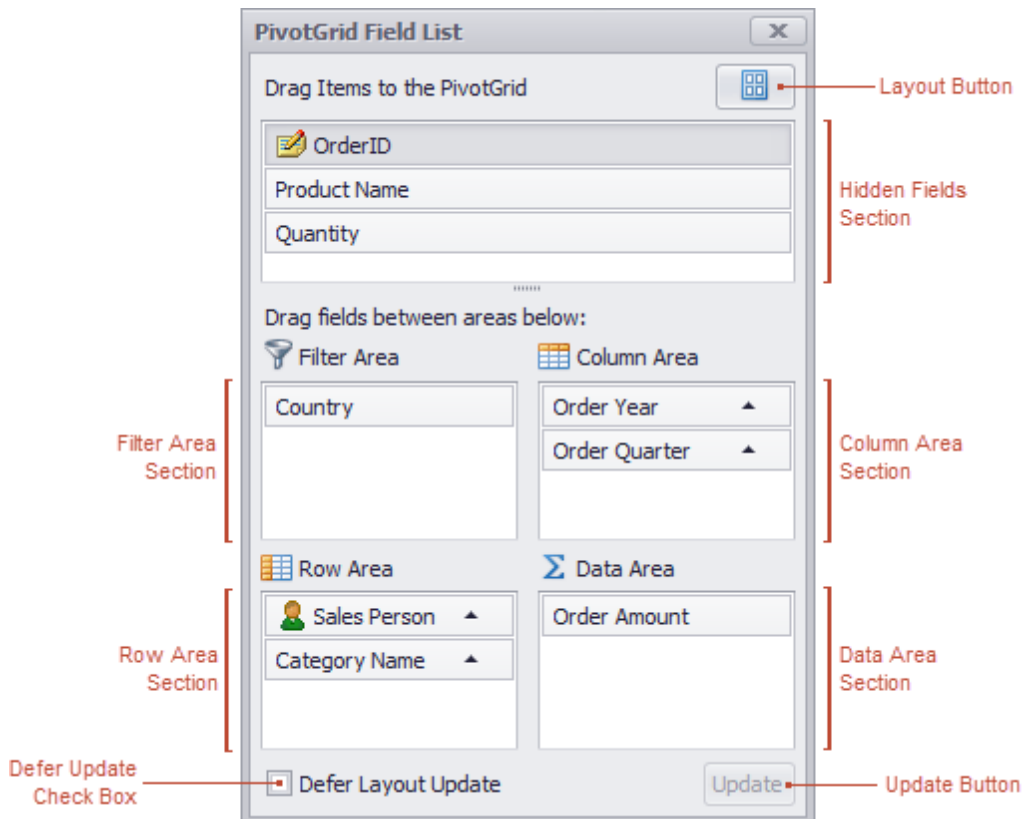 PivotGrid Field List
Drag Items to the PivotGrid
Layout Button
OrderID
Product Name
Quantity
Hidden Fields
Section
Drag fields between areas below:
Filter Area
Column Area
Country
Order Year
Order Quarter
Filter Area
Section
Column Area
Section
Row Area
Σ Data Area
Sales Person
Category Name
Order Amount
Row Area
Section
Data Area
Section
Defer Update
Check Box
Defer Layout Update
Update
Update Button